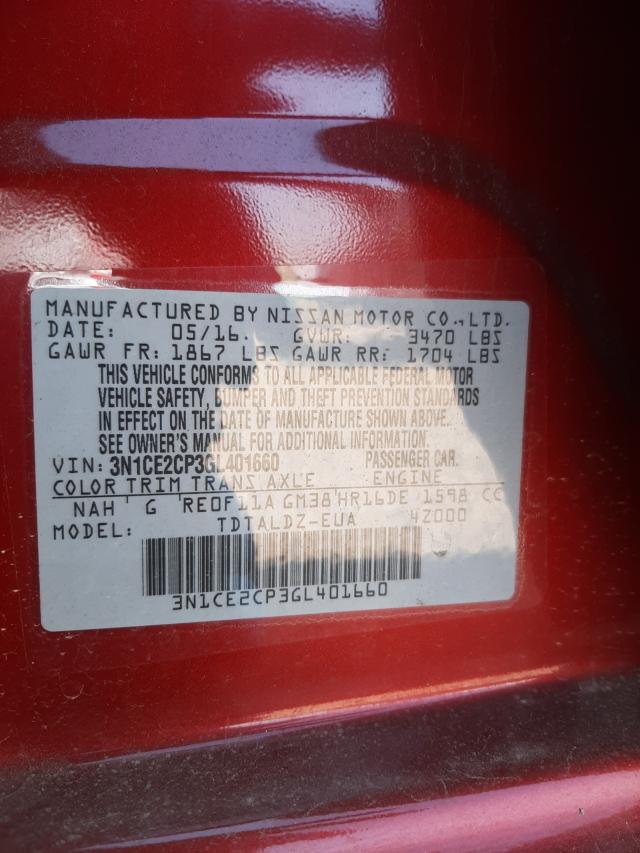 MANUFACTURED BY NISSAN MOTOR CO.,LTD.
DATE: 05/16. GVWR: 3470 LBS
GAWR FR: 1867 LBS GAWR RR: 1704 LBS
THIS VEHICLE CONFORMS TO ALL APPLICABLE FEDERAL MOTOR
VEHICLE SAFETY, BUMPER AND THEFT PREVENTION STANDARDS
IN EFFECT ON THE DATE OF MANUFACTURE SHOWN ABOVE.
SEE OWNER'S MANUAL FOR ADDITIONAL INFORMATION.
VIN: 3N1CE2CP3GL401660 PASSENGER CAR.
COLOR TRIM TRANS AXLE ENGINE
NAH ' G 'RE0F11A GM38'HR16DE 1598 CC
MODEL: TDTALDZ-EUA 4Z000
3N1CE2CP3GL401660